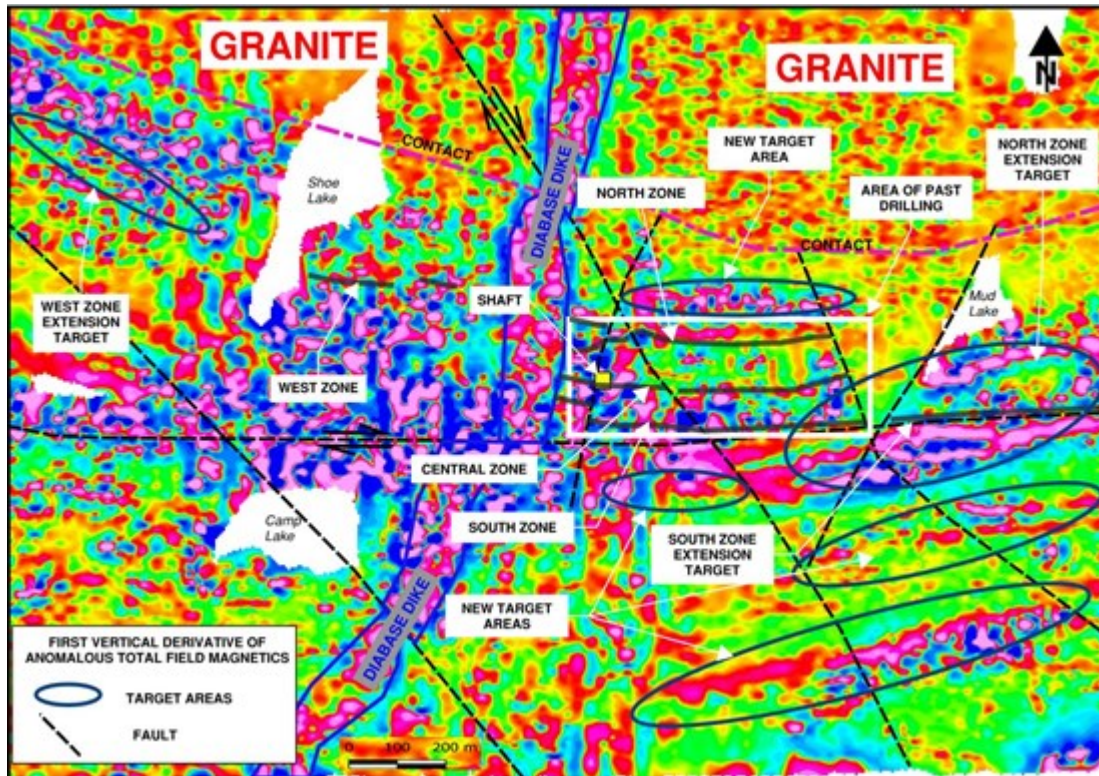 GRANITE
GRANITE
N
CONTACT
Shoe
Lake
DIABASE DIKE
NEW TARGET
AREA
NORTH ZONE
EXTENSION
TARGET
NORTH ZONE
AREA OF PAST
DRILLING
CONTACT
SHAFT
Mud
Lake
WEST ZONE
EXTENSION
TARGET
WEST ZONE
CENTRAL ZONE
SOUTH ZONE
SOUTH ZONE
EXTENSION
TARGET
Camp
Lake
NEW TARGET
AREAS
DIABASE DIKE
FIRST VERTICAL DERIVATIVE OF
ANOMALOUS TOTAL FIELD MAGNETICS
TARGET AREAS
FAULT
0 100 200 m